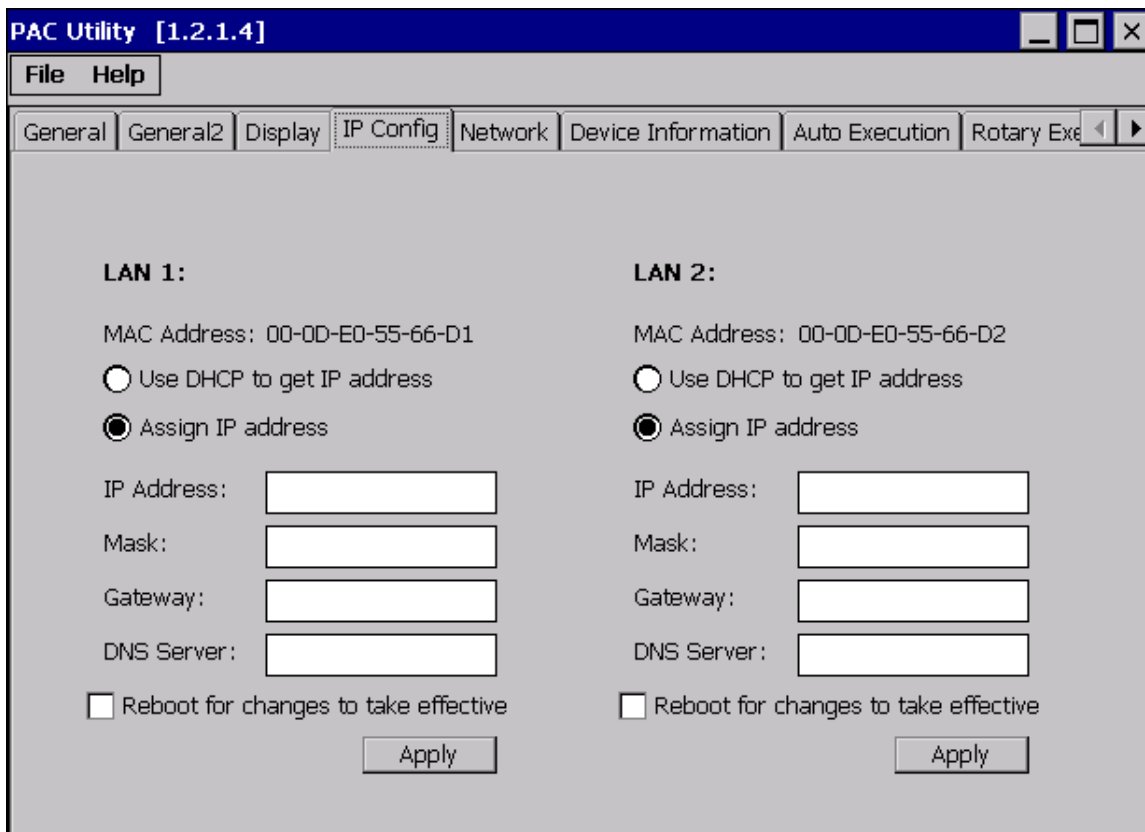 PAC Utility [1.2.1.4]
File Help
General General2 Display IP Config Network Device Information Auto Execution Rotary Exe
LAN 1: LAN 2:
MAC Address: 00-0D-E0-55-66-D1 MAC Address: 00-0D-E0-55-66-D2
Use DHCP to get IP address Use DHCP to get IP address
Assign IP address Assign IP address
IP Address: IP Address:
Mask: Mask:
Gateway: Gateway:
DNS Server: DNS Server:
Reboot for changes to take effective Reboot for changes to take effective
Apply Apply